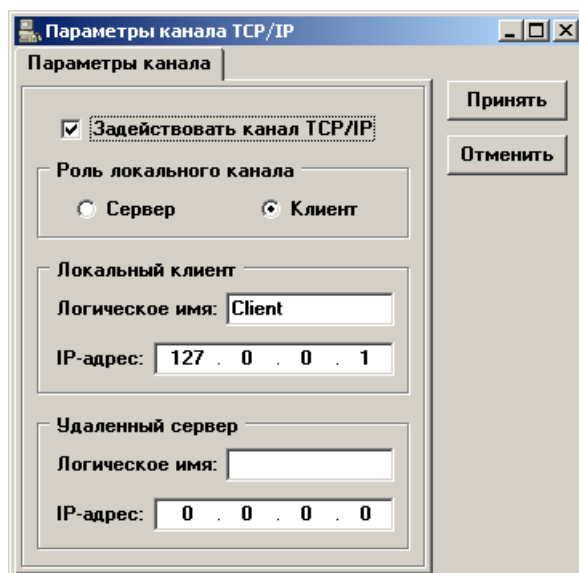 Параметры канала TCP/IP
Параметры канала
Принять
Задействовать канал TCP/IP
Отменить
Роль локального канала
Сервер Клиент
Локальный клиент
Логическое имя: Client
IP-адрес: 127 . 0 . 0 . 1
Удаленный сервер
Логическое имя:
IP-адрес: 0 . 0 . 0 . 0